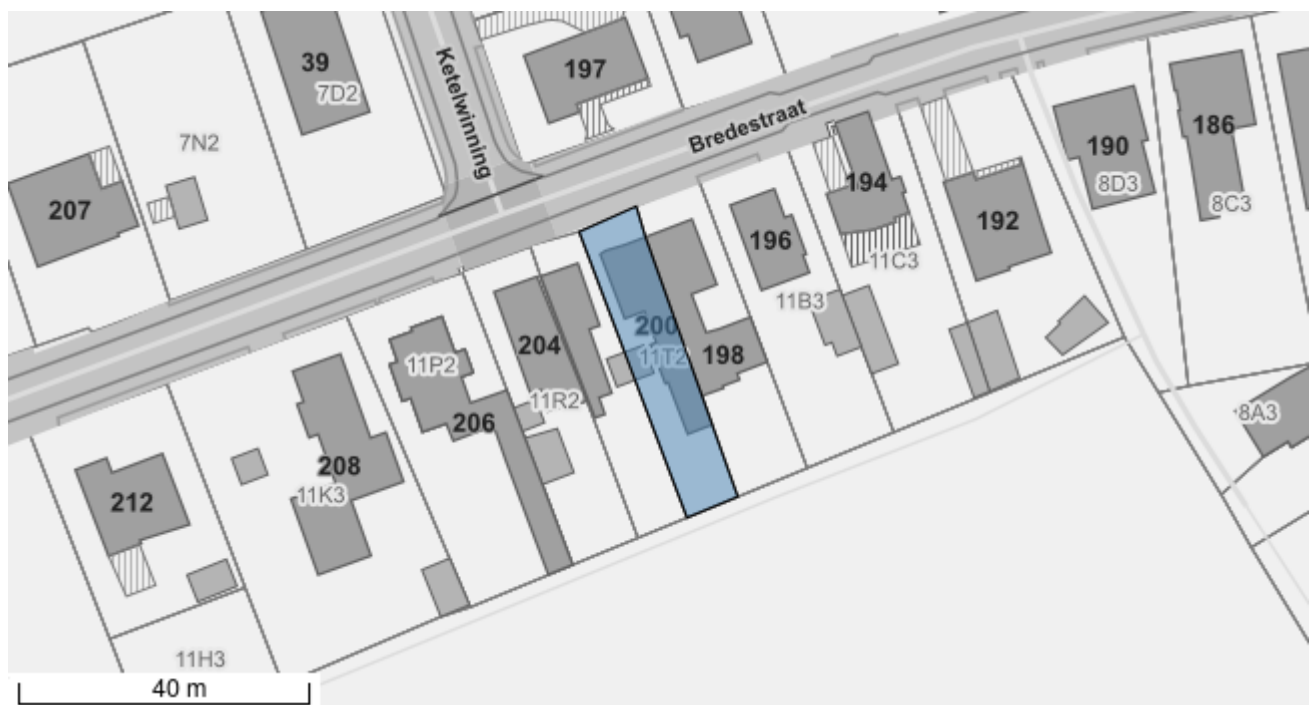 39
7D2
Ketelwinning
197
Bredestraat
7N2
207
190
8D3
186
8C3
194
11C3
192
196
11B3
200
11T2
198
204
11R2
11P2
206
208
11K3
212
8A3
11H3
40 m